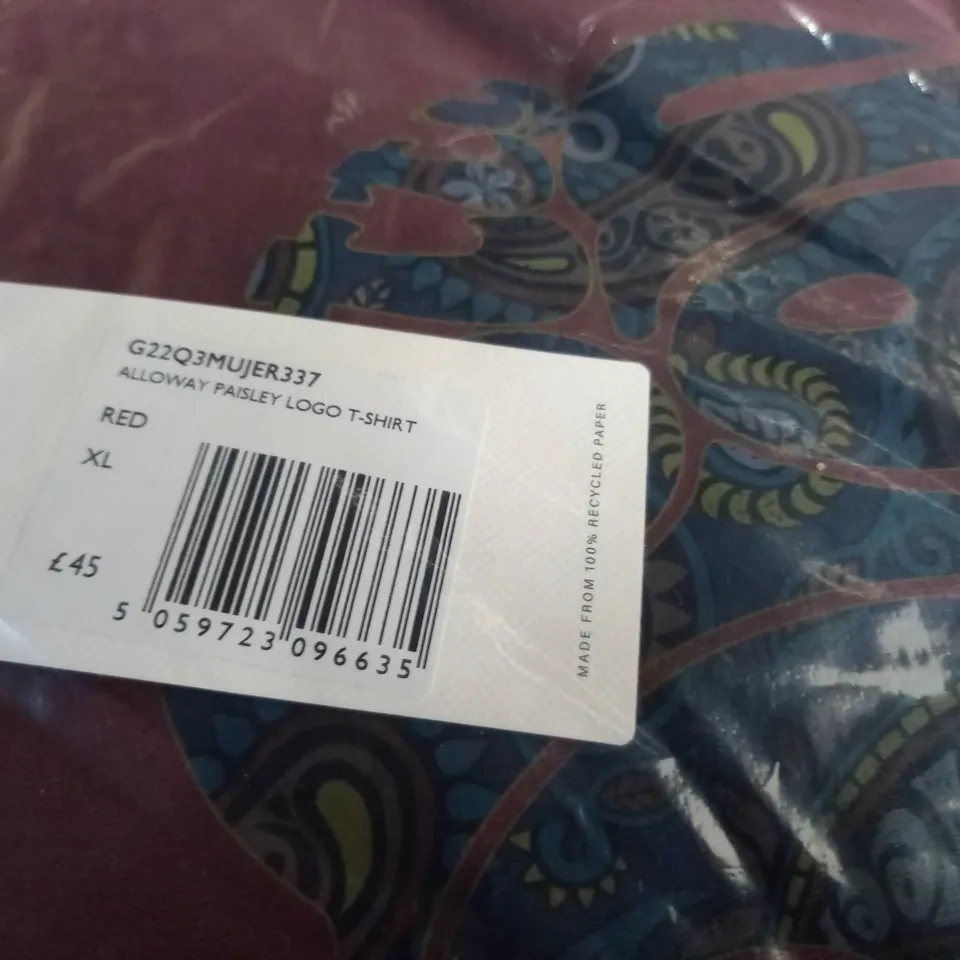 G22Q3MUJER337
ALLOWAY PAISLEY LOGO T-SHIRT
RED
XL
£45
5 059723 096635
MADE FROM 100% RECYCLED PAPER